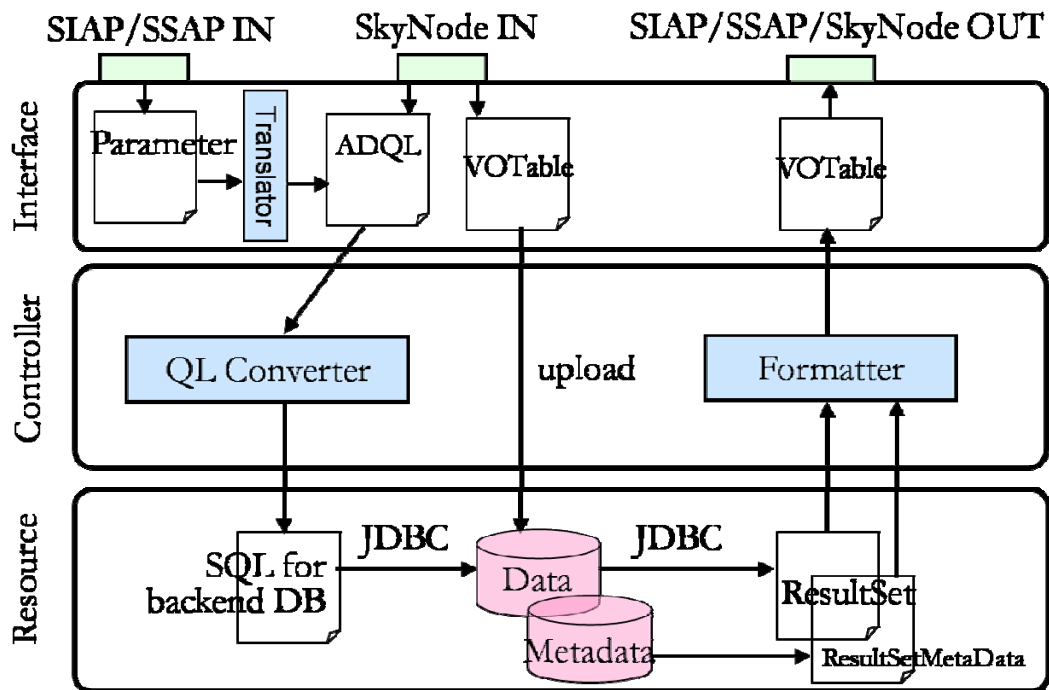 SIAP/SSAP IN
SkyNode IN
SIAP/SSAP/SkyNode OUT
Interface
Parameter
Translator
ADQL
VOTable
VOTable
Controller
QL Converter
upload
Formatter
Resource
SQL for
backend DB
JDBC
Data
Metadata
JDBC
ResultSet
ResultSetMetaData